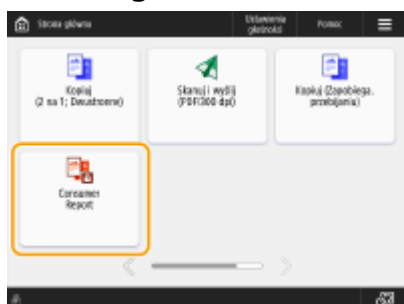 Strona główna
Ustawienia
głośności
Pomoc
Kopiuj
(2 na 1; Dwustronne)
Skanuj i wyślij
(PDF/300 dpi)
Kopiuj (Zapobiega.
przebijaniu)
Consumer
Report